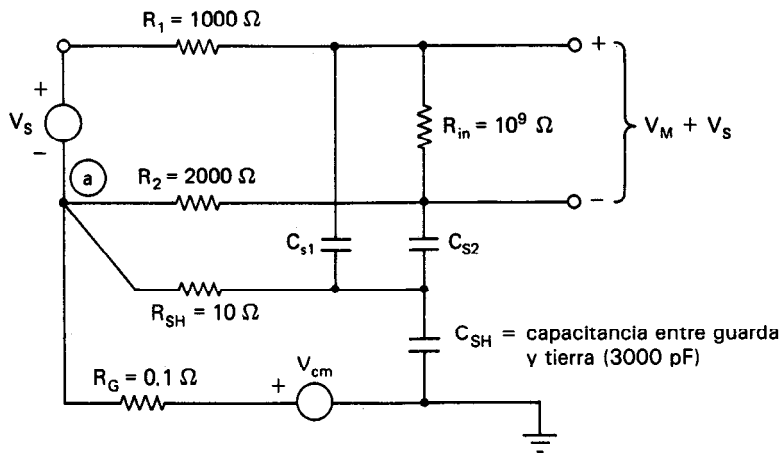 R₁ = 1000 Ω
+
V_S
−
a
R₂ = 2000 Ω
R_in = 10⁹ Ω
+
−
V_M + V_S
C_s1
C_S2
R_SH = 10 Ω
C_SH = capacitancia entre guarda
y tierra (3000 pF)
R_G = 0.1 Ω
+
V_cm